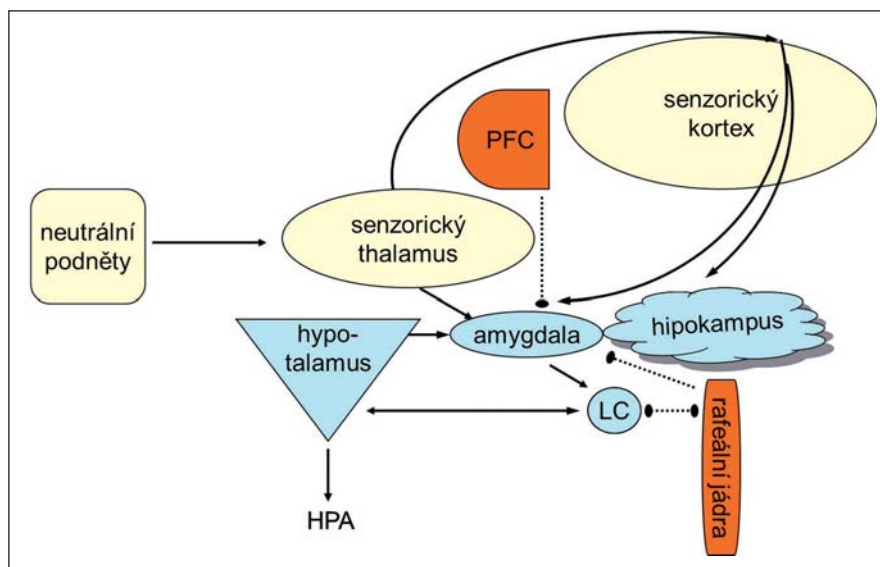 senzorický
kortex
PFC
neutrální
podněty
senzorický
thalamus
hypo-
talamus
amygdala
hipokampus
LC
rafeální jádra
HPA